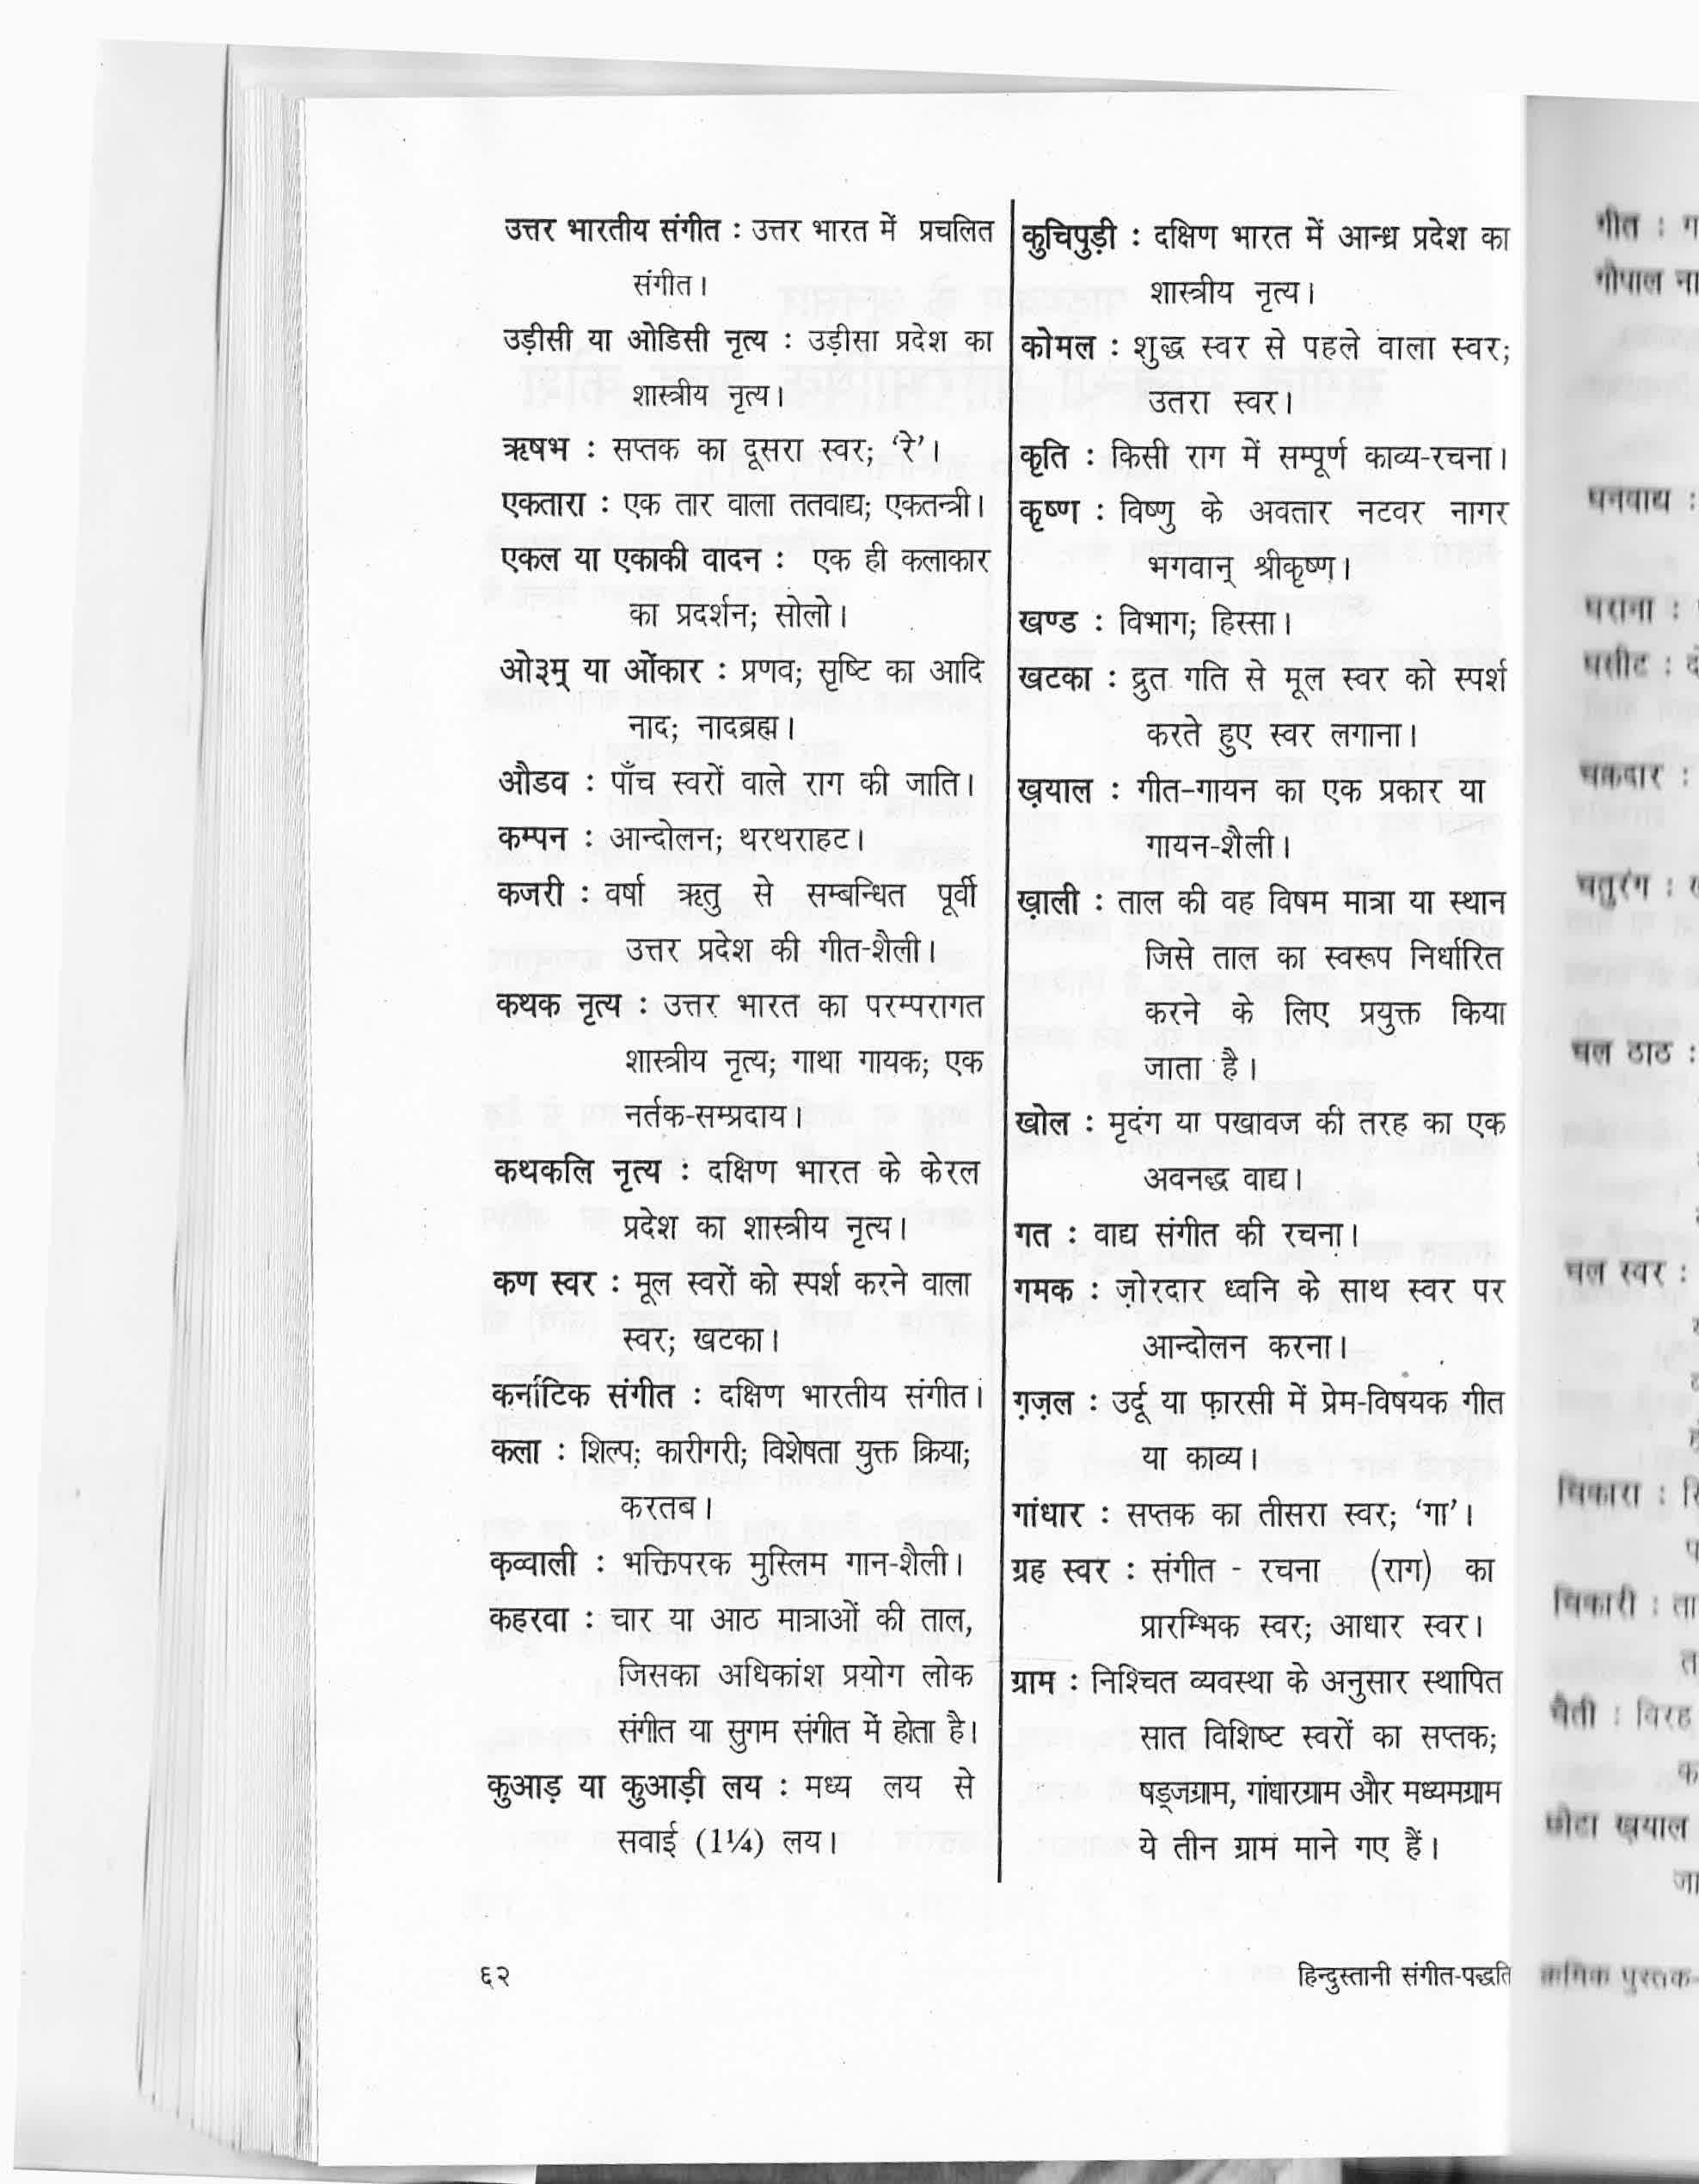 उत्तर भारतीय संगीत : उत्तर भारत में प्रचलित
संगीत।
उड़ीसी या ओडिसी नृत्य : उड़ीसा प्रदेश का
शास्त्रीय नृत्य।
ऋषभ : सप्तक का दूसरा स्वर; ‘रे’।
एकतारा : एक तार वाला ततवाद्य; एकतन्त्री।
एकल या एकाकी वादन : एक ही कलाकार
का प्रदर्शन; सोलो।
ओ३म् या ओंकार : प्रणव; सृष्टि का आदि
नाद; नादब्रह्म।
औडव : पाँच स्वरों वाले राग की जाति।
कम्पन : आन्दोलन; थरथराहट।
कजरी : वर्षा ऋतु से सम्बन्धित पूर्वी
उत्तर प्रदेश की गीत-शैली।
कथक नृत्य : उत्तर भारत का परम्परागत
शास्त्रीय नृत्य; गाथा गायक; एक
नर्तक-सम्प्रदाय।
कथकलि नृत्य : दक्षिण भारत के केरल
प्रदेश का शास्त्रीय नृत्य।
कण स्वर : मूल स्वरों को स्पर्श करने वाला
स्वर; खटका।
कर्नाटिक संगीत : दक्षिण भारतीय संगीत।
कला : शिल्प; कारीगरी; विशेषता युक्त क्रिया;
करतब।
क़व्वाली : भक्तिपरक मुस्लिम गान-शैली।
कहरवा : चार या आठ मात्राओं की ताल,
जिसका अधिकांश प्रयोग लोक
संगीत या सुगम संगीत में होता है।
कुआड़ या कुआड़ी लय : मध्य लय से
सवाई (1¼) लय।
कुचिपुड़ी : दक्षिण भारत में आन्ध्र प्रदेश का
शास्त्रीय नृत्य।
कोमल : शुद्ध स्वर से पहले वाला स्वर;
उतरा स्वर।
कृति : किसी राग में सम्पूर्ण काव्य-रचना।
कृष्ण : विष्णु के अवतार नटवर नागर
भगवान् श्रीकृष्ण।
खण्ड : विभाग; हिस्सा।
खटका : द्रुत गति से मूल स्वर को स्पर्श
करते हुए स्वर लगाना।
ख़याल : गीत-गायन का एक प्रकार या
गायन-शैली।
ख़ाली : ताल की वह विषम मात्रा या स्थान
जिसे ताल का स्वरूप निर्धारित
करने के लिए प्रयुक्त किया
जाता है।
खोल : मृदंग या पखावज की तरह का एक
अवनद्ध वाद्य।
गत : वाद्य संगीत की रचना।
गमक : ज़ोरदार ध्वनि के साथ स्वर पर
आन्दोलन करना।
ग़ज़ल : उर्दू या फ़ारसी में प्रेम-विषयक गीत
या काव्य।
गांधार : सप्तक का तीसरा स्वर; ‘गा’।
ग्रह स्वर : संगीत - रचना (राग) का
प्रारम्भिक स्वर; आधार स्वर।
ग्राम : निश्चित व्यवस्था के अनुसार स्थापित
सात विशिष्ट स्वरों का सप्तक;
षड्जग्राम, गांधारग्राम और मध्यमग्राम
ये तीन ग्राम माने गए हैं।
६२
हिन्दुस्तानी संगीत-पद्धति
गीत :
गोपाल
घनवाद्य :
घराना :
घसीट :
चक्रदार :
चतुरंग :
चल ठाठ :
चल स्वर :
चिकारा :
चिकारी :
चैती : विरह
छोटा ख़याल
क्रमिक पुस्तक-